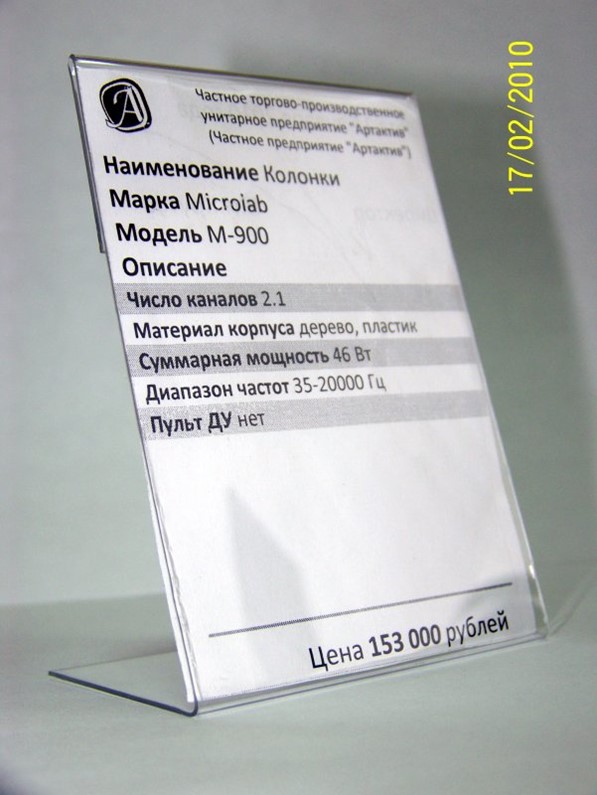 A
Частное торгово-производственное
унитарное предприятие "Артактив"
(Частное предприятие "Артактив")
Наименование Колонки
Марка Microiab
Модель М-900
Описание
Число каналов 2.1
Материал корпуса дерево, пластик
Суммарная мощность 46 Вт
Диапазон частот 35-20000 Гц
Пульт ДУ нет
Цена 153 000 рублей
17/02/2010